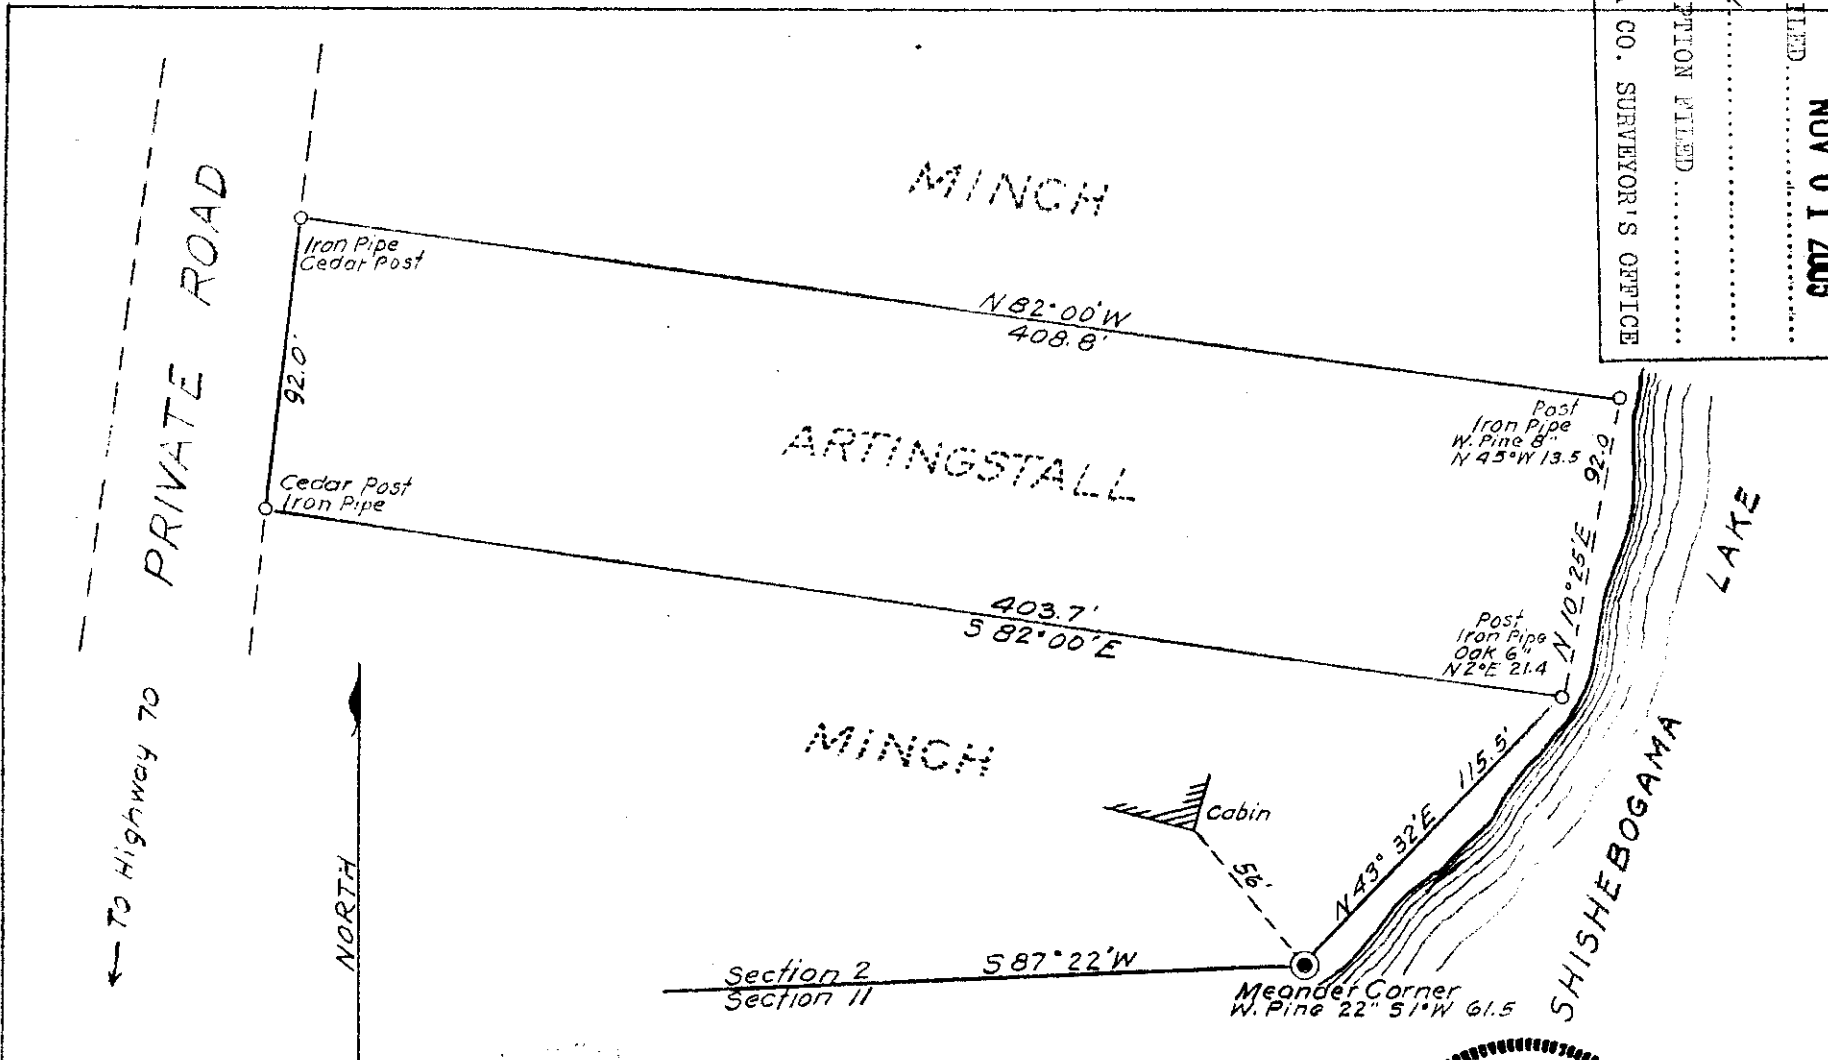 NOV 01 2005
FILED
CO. SURVEYOR'S OFFICE
MINCH
PRIVATE ROAD
Iron Pipe
Cedar Post
N 82°00'W
408.8'
92.0'
Post
Iron Pipe
W. Pine 8"
N 45°W 13.5
92.0
ARTINGSTALL
Cedar Post
Iron Pipe
N 10°25'E
LAKE
403.7'
S 82°00'E
Post
Iron Pipe
Oak 6"
N 2°E 21.4
← To Highway 70
MINCH
115.5'
N 43° 32'E
Cabin
56'
SHISHEBOGAMA
NORTH
Section 2
Section 11
S 87°22'W
Meander Corner
W. Pine 22" S 1°W 61.5